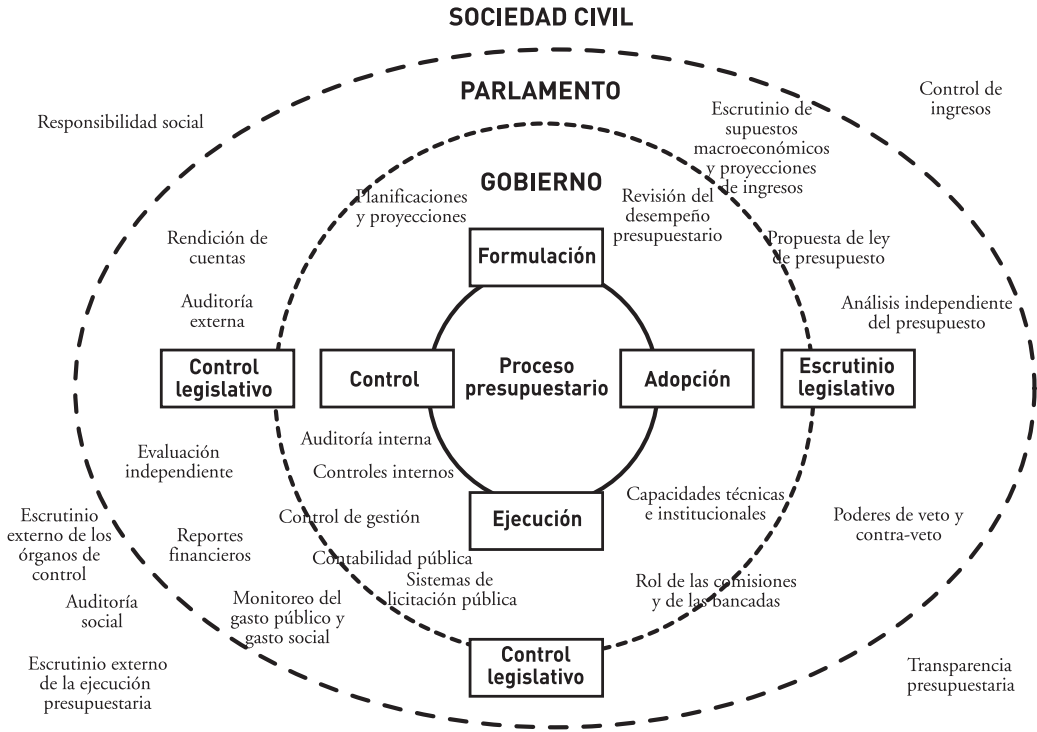 SOCIEDAD CIVIL
PARLAMENTO
GOBIERNO
Responsibilidad social
Control de
ingresos
Escrutinio de
supuestos
macroeconómicos
y proyecciones
de ingresos
Planificaciones
y proyecciones
Revisión del
desempeño
presupuestario
Rendición de
cuentas
Formulación
Propuesta de ley
de presupuesto
Auditoría
externa
Análisis independiente
del presupuesto
Control
legislativo
Control
Proceso
presupuestario
Adopción
Escrutinio
legislativo
Auditoría interna
Controles internos
Evaluación
independiente
Capacidades técnicas
e institucionales
Escrutinio
externo de los
órganos de
control
Reportes
financieros
Control de gestión
Ejecución
Poderes de veto y
contra-veto
Contabilidad pública
Sistemas de
licitación pública
Rol de las comisiones
y de las bancadas
Auditoría
social
Monitoreo del
gasto público y
gasto social
Control
legislativo
Escrutinio externo
de la ejecución
presupuestaria
Transparencia
presupuestaria